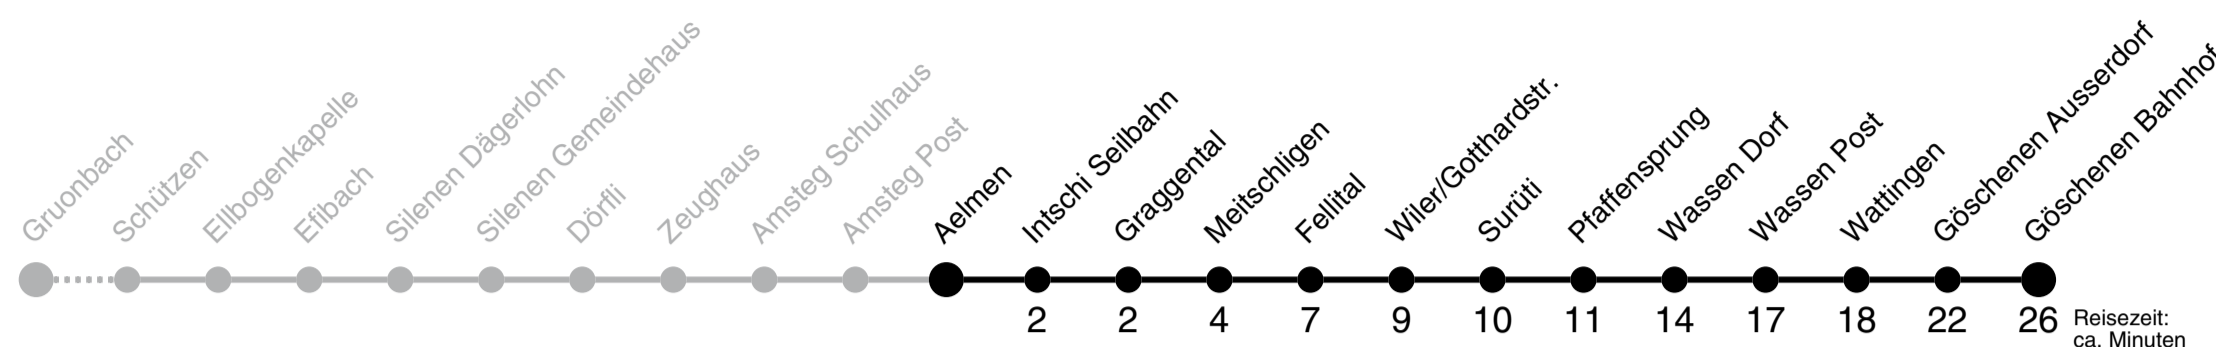 Gruonbach
Schützen
Ellbogenkapelle
Efibach
Silenen Dägerlohn
Silenen Gemeindehaus
Dörfli
Zeughaus
Amsteg Schulhaus
Amsteg Post
Aelmen
Intschi Seilbahn
Graggental
Meitschligen
Fellital
Wiler/Gotthardstr.
Surüti
Pfaffensprung
Wassen Dorf
Wassen Post
Wattingen
Göschenen Ausserdorf
Göschenen Bahnhof
2 2 4 7 9 10 11 14 17 18 22 26
Reisezeit:
ca. Minuten